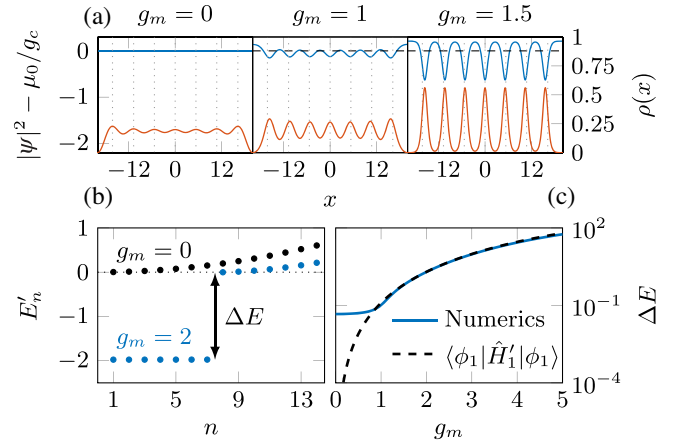 (a)
g_m = 0
g_m = 1
g_m = 1.5
|ψ|² − μ₀/g_c
0
−1
−2
1
0.75
0.5
0.25
0
ρ(x)
−12 0 12
−12 0 12
−12 0 12
x
(b)
E′_n
1
0
−1
−2
g_m = 0
g_m = 2
ΔE
1 5 9 13
n
(c)
10²
10⁻¹
10⁻⁴
ΔE
Numerics
⟨ϕ₁|Ĥ′₁|ϕ₁⟩
0 1 2 3 4 5
g_m